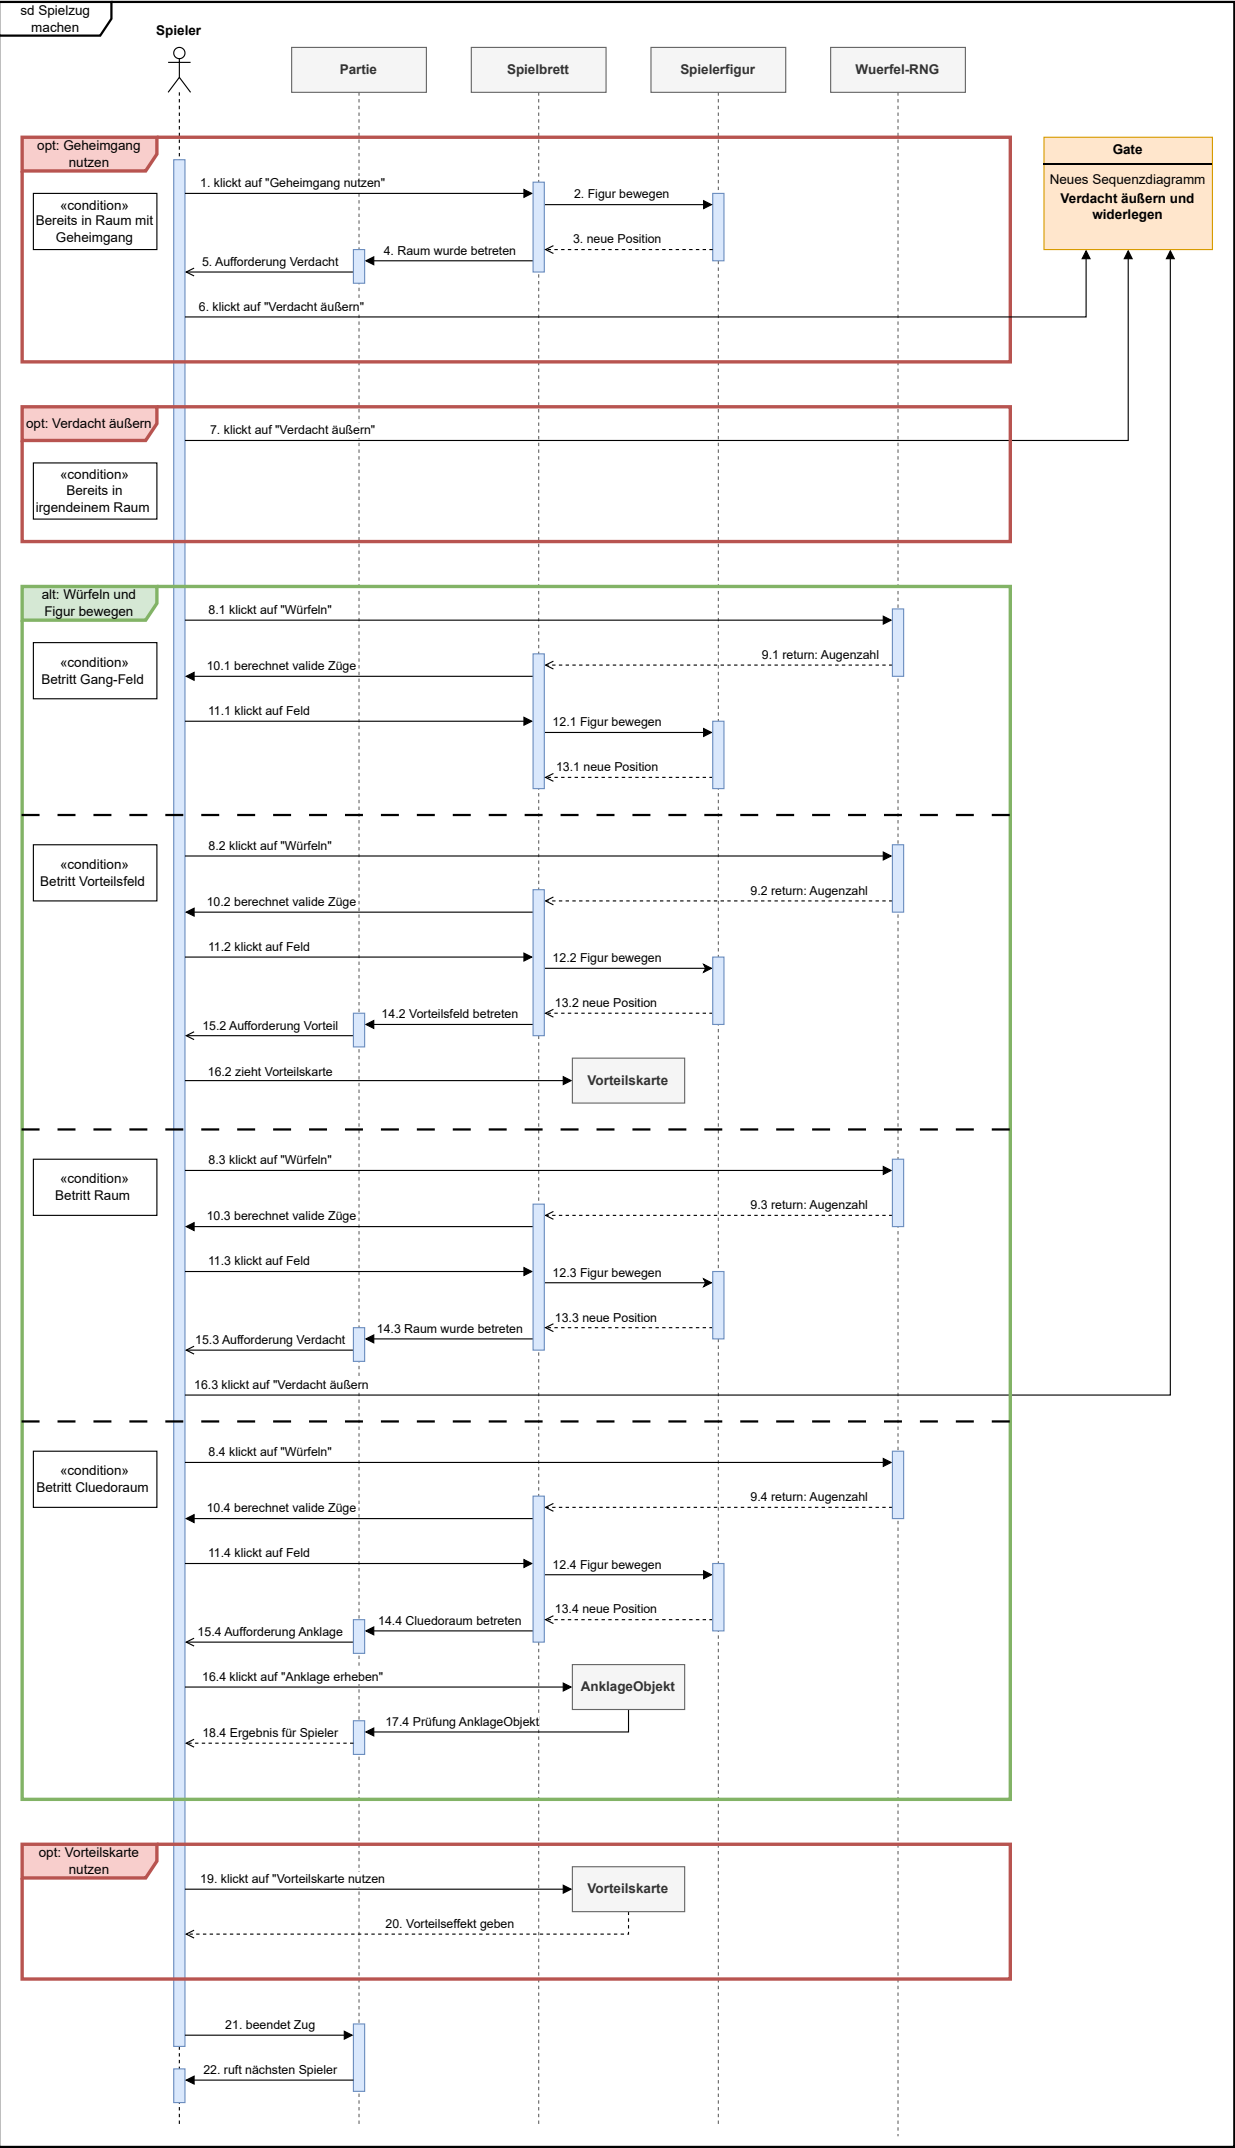 sd Spielzug
machen
Spieler
Partie
Spielbrett
Spielerfigur
Wuerfel-RNG
opt: Geheimgang
nutzen
Gate
Neues Sequenzdiagramm
Verdacht äußern und
widerlegen
«condition»
Bereits in Raum mit
Geheimgang
1. klickt auf "Geheimgang nutzen"
2. Figur bewegen
3. neue Position
4. Raum wurde betreten
5. Aufforderung Verdacht
6. klickt auf "Verdacht äußern"
opt: Verdacht äußern
7. klickt auf "Verdacht äußern"
«condition»
Bereits in
irgendeinem Raum
alt: Würfeln und
Figur bewegen
8.1 klickt auf "Würfeln"
«condition»
Betritt Gang-Feld
9.1 return: Augenzahl
10.1 berechnet valide Züge
11.1 klickt auf Feld
12.1 Figur bewegen
13.1 neue Position
8.2 klickt auf "Würfeln"
«condition»
Betritt Vorteilsfeld
9.2 return: Augenzahl
10.2 berechnet valide Züge
11.2 klickt auf Feld
12.2 Figur bewegen
13.2 neue Position
14.2 Vorteilsfeld betreten
15.2 Aufforderung Vorteil
16.2 zieht Vorteilskarte
Vorteilskarte
8.3 klickt auf "Würfeln"
«condition»
Betritt Raum
9.3 return: Augenzahl
10.3 berechnet valide Züge
11.3 klickt auf Feld
12.3 Figur bewegen
13.3 neue Position
14.3 Raum wurde betreten
15.3 Aufforderung Verdacht
16.3 klickt auf "Verdacht äußern
8.4 klickt auf "Würfeln"
«condition»
Betritt Cluedoraum
9.4 return: Augenzahl
10.4 berechnet valide Züge
11.4 klickt auf Feld
12.4 Figur bewegen
13.4 neue Position
14.4 Cluedoraum betreten
15.4 Aufforderung Anklage
16.4 klickt auf "Anklage erheben"
AnklageObjekt
17.4 Prüfung AnklageObjekt
18.4 Ergebnis für Spieler
opt: Vorteilskarte
nutzen
19. klickt auf "Vorteilskarte nutzen
Vorteilskarte
20. Vorteilseffekt geben
21. beendet Zug
22. ruft nächsten Spieler